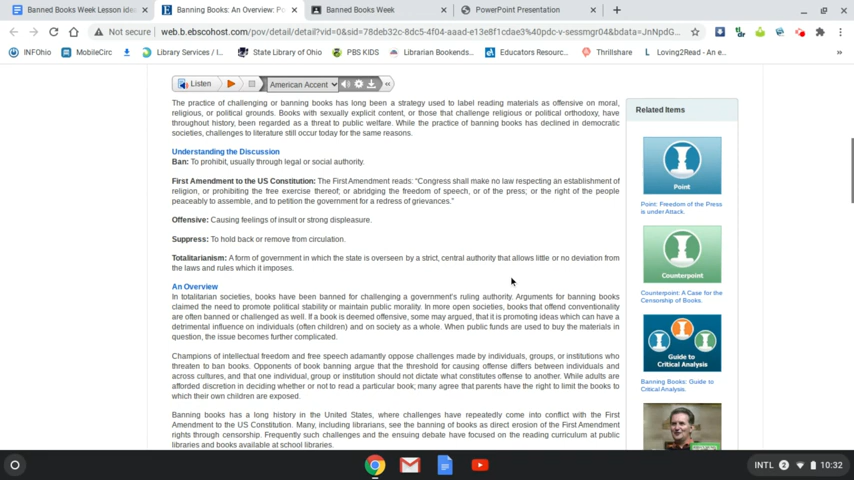 Banned Books Week Lesson idea
Banning Books: An Overview: Po
Banned Books Week
PowerPoint Presentation
Not secure
web.b.ebscohost.com/pov/detail/detail?vid=0&sid=78deb32c-8dc5-4f04-aaad-e13e8f1cdae3%40pdc-v-sessmgr04&bdata=JnNpdG...
INFOhio
MobileCirc
Library Services /...
State Library of Ohio
PBS KIDS
Librarian Bookends...
Educators Resourc...
Thrillshare
Loving2Read - An e...
Listen
American Accent
The practice of challenging or banning books has long been a strategy used to label reading materials as offensive on moral,
religious, or political grounds. Books with sexually explicit content, or those that challenge religious or political orthodoxy, have
throughout history, been regarded as a threat to public welfare. While the practice of banning books has declined in democratic
societies, challenges to literature still occur today for the same reasons.
Understanding the Discussion
Ban: To prohibit, usually through legal or social authority.
First Amendment to the US Constitution: The First Amendment reads: “Congress shall make no law respecting an establishment of
religion, or prohibiting the free exercise thereof; or abridging the freedom of speech, or of the press; or the right of the people
peaceably to assemble, and to petition the government for a redress of grievances.”
Offensive: Causing feelings of insult or strong displeasure.
Suppress: To hold back or remove from circulation.
Totalitarianism: A form of government in which the state is overseen by a strict, central authority that allows little or no deviation from
the laws and rules which it imposes.
An Overview
In totalitarian societies, books have been banned for challenging a government's ruling authority. Arguments for banning books
claimed the need to promote political stability or maintain public morality. In more open societies, books that offend conventionality
are often banned or challenged as well. If a book is deemed offensive, some may argued, that it is promoting ideas which can have a
detrimental influence on individuals (often children) and on society as a whole. When public funds are used to buy the materials in
question, the issue becomes further complicated.
Champions of intellectual freedom and free speech adamantly oppose challenges made by individuals, groups, or institutions who
threaten to ban books. Opponents of book banning argue that the threshold for causing offense differs between individuals and
across cultures, and that one individual, group or institution should not dictate what constitutes offense to another. While adults are
afforded discretion in deciding whether or not to read a particular book; many agree that parents have the right to limit the books to
which their own children are exposed.
Banning books has a long history in the United States, where challenges have repeatedly come into conflict with the First
Amendment to the US Constitution. Many, including librarians, see the banning of books as direct erosion of the First Amendment
rights through censorship. Frequently such challenges and the ensuing debate have focused on the reading curriculum at public
libraries and books available at school libraries.
Related Items
Point
Point: Freedom of the Press
is under Attack.
Counterpoint
Counterpoint: A Case for the
Censorship of Books.
Guide to
Critical Analysis
Banning Books: Guide to
Critical Analysis
INTL
2
10:32